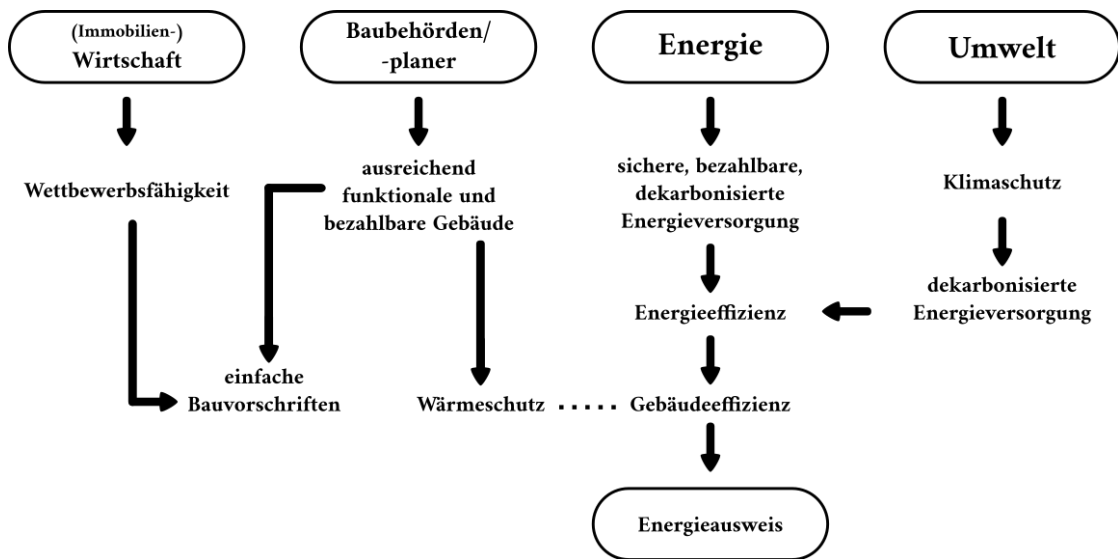 (Immobilien-)
Wirtschaft
Baubehörden/
-planer
Energie
Umwelt
Wettbewerbsfähigkeit
ausreichend
funktionale und
bezahlbare Gebäude
sichere, bezahlbare,
dekarbonisierte
Energieversorgung
Klimaschutz
Energieeffizienz
dekarbonisierte
Energieversorgung
einfache
Bauvorschriften
Wärmeschutz ..... Gebäudeeffizienz
Energieausweis